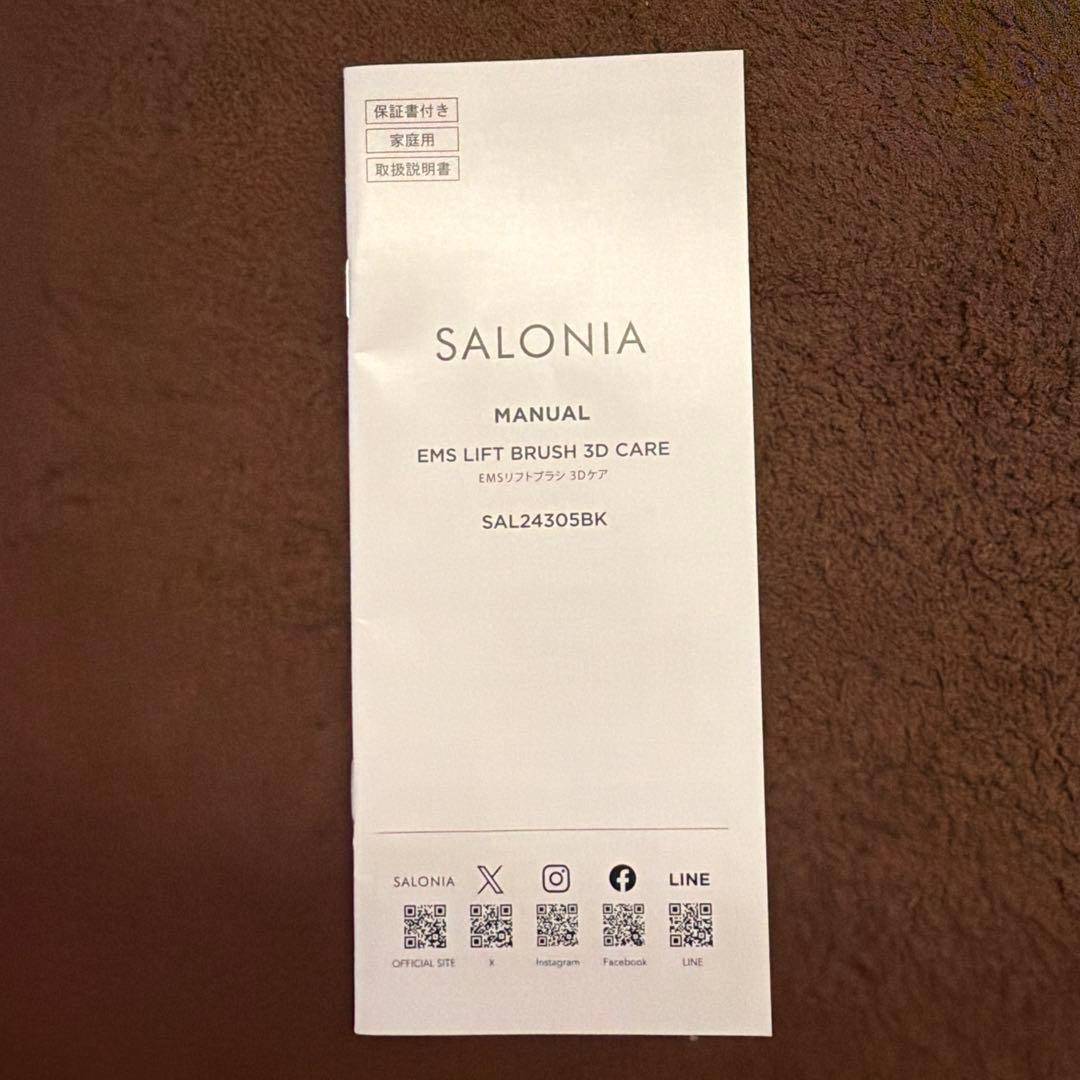 保証書付き
家庭用
取扱説明書
SALONIA
MANUAL
EMS LIFT BRUSH 3D CARE
EMSリフトブラシ 3Dケア
SAL24305BK
SALONIA LINE
OFFICIAL SITE X Instagram Facebook LINE